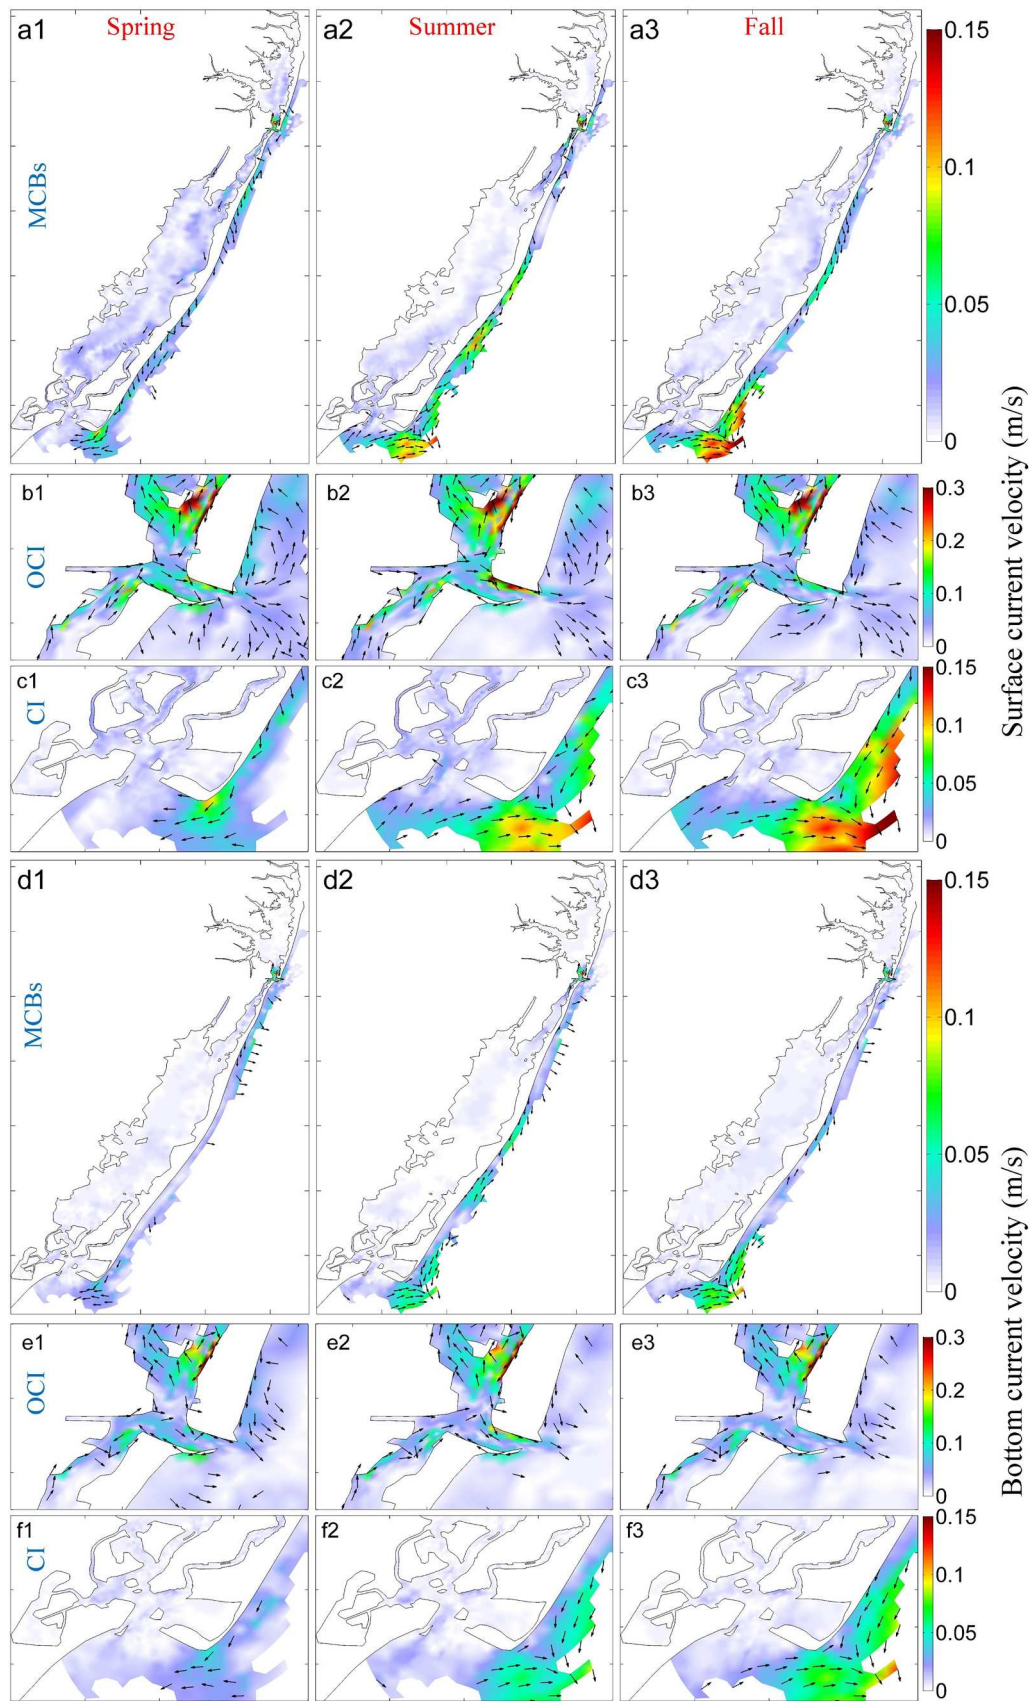 a1 Spring a2 Summer a3 Fall 0.15
MCBs
0.1
0.05
0
Surface current velocity (m/s)
b1 b2 b3 0.3
OCI
0.2
0.1
0
c1 c2 c3 0.15
CI
0.1
0.05
0
d1 d2 d3 0.15
MCBs
0.1
0.05
0
Bottom current velocity (m/s)
e1 e2 e3 0.3
OCI
0.2
0.1
0
f1 f2 f3 0.15
CI
0.1
0.05
0